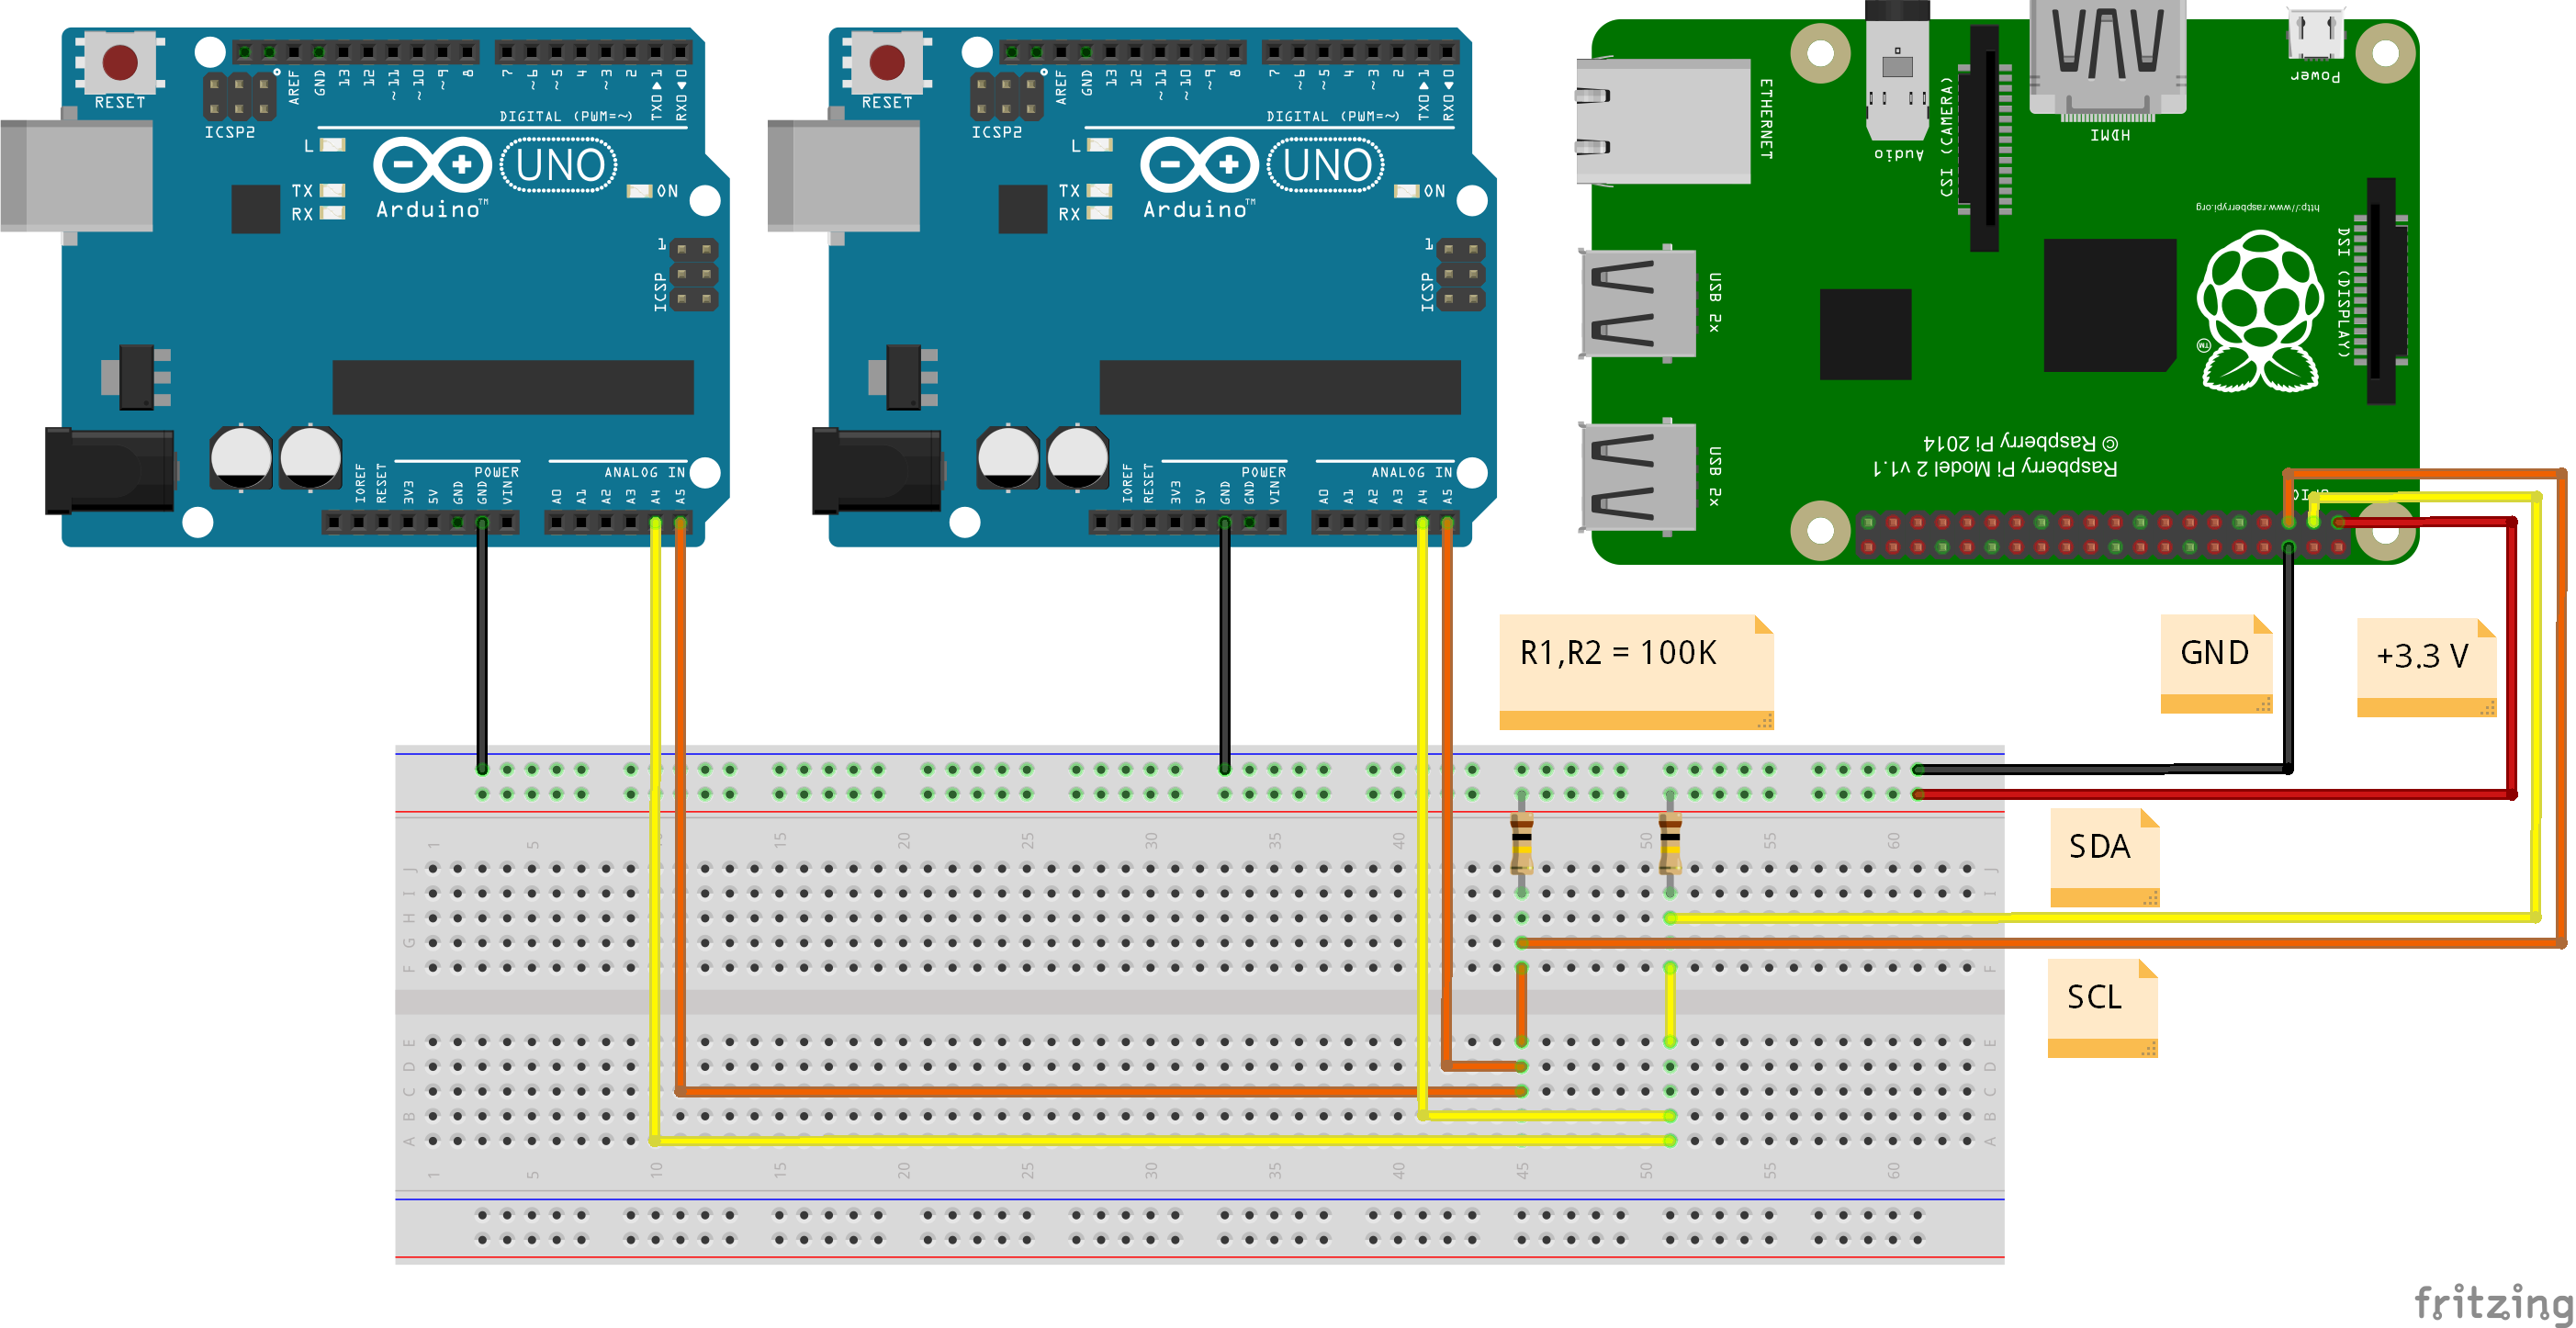 RESET
ICSP2
AREF
GND
13
12
~11
~10
~9
8
7
~6
~5
4
~3
2
TX0▶1
RX0◀0
DIGITAL (PWM=~)
L
TX
RX
UNO
Arduino™
ON
1
ICSP
POWER
ANALOG IN
IOREF
RESET
3V3
5V
GND
GND
VIN
A0
A1
A2
A3
A4
A5
RESET
ICSP2
AREF
GND
13
12
~11
~10
~9
8
7
~6
~5
4
~3
2
TX0▶1
RX0◀0
DIGITAL (PWM=~)
L
TX
RX
UNO
Arduino™
ON
1
ICSP
POWER
ANALOG IN
IOREF
RESET
3V3
5V
GND
GND
VIN
A0
A1
A2
A3
A4
A5
ETHERNET
Audio
CSI (CAMERA)
HDMI
Power
http://www.raspberrypi.org
DSI (DISPLAY)
TM
USB 2x
USB 2x
© Raspberry Pi 2014
Raspberry Pi Model 2 v1.1
R1,R2 = 100K
GND
+3.3 V
SDA
SCL
1 5 15 20 25 30 35 40 50 55 60
J J
I I
H H
G G
F F
E E
D D
C C
B B
A A
1 5 10 15 20 25 30 35 40 45 50 55 60
fritzing